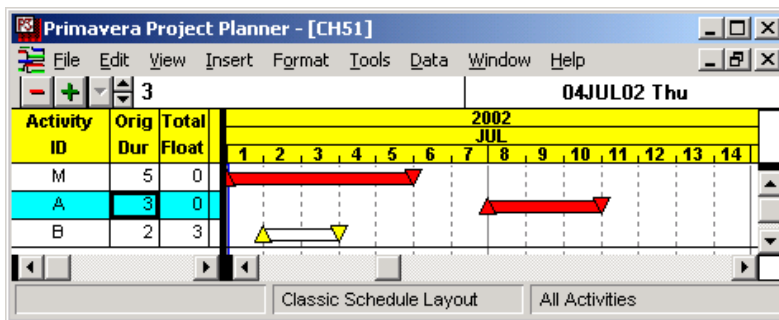 Primavera Project Planner - [CH51]
File Edit View Insert Format Tools Data Window Help
3 04JUL02 Thu
Activity Orig Total 2002
ID Dur Float JUL
1 2 3 4 5 6 7 8 9 10 11 12 13 14
M 5 0
A 3 0
B 2 3
Classic Schedule Layout All Activities